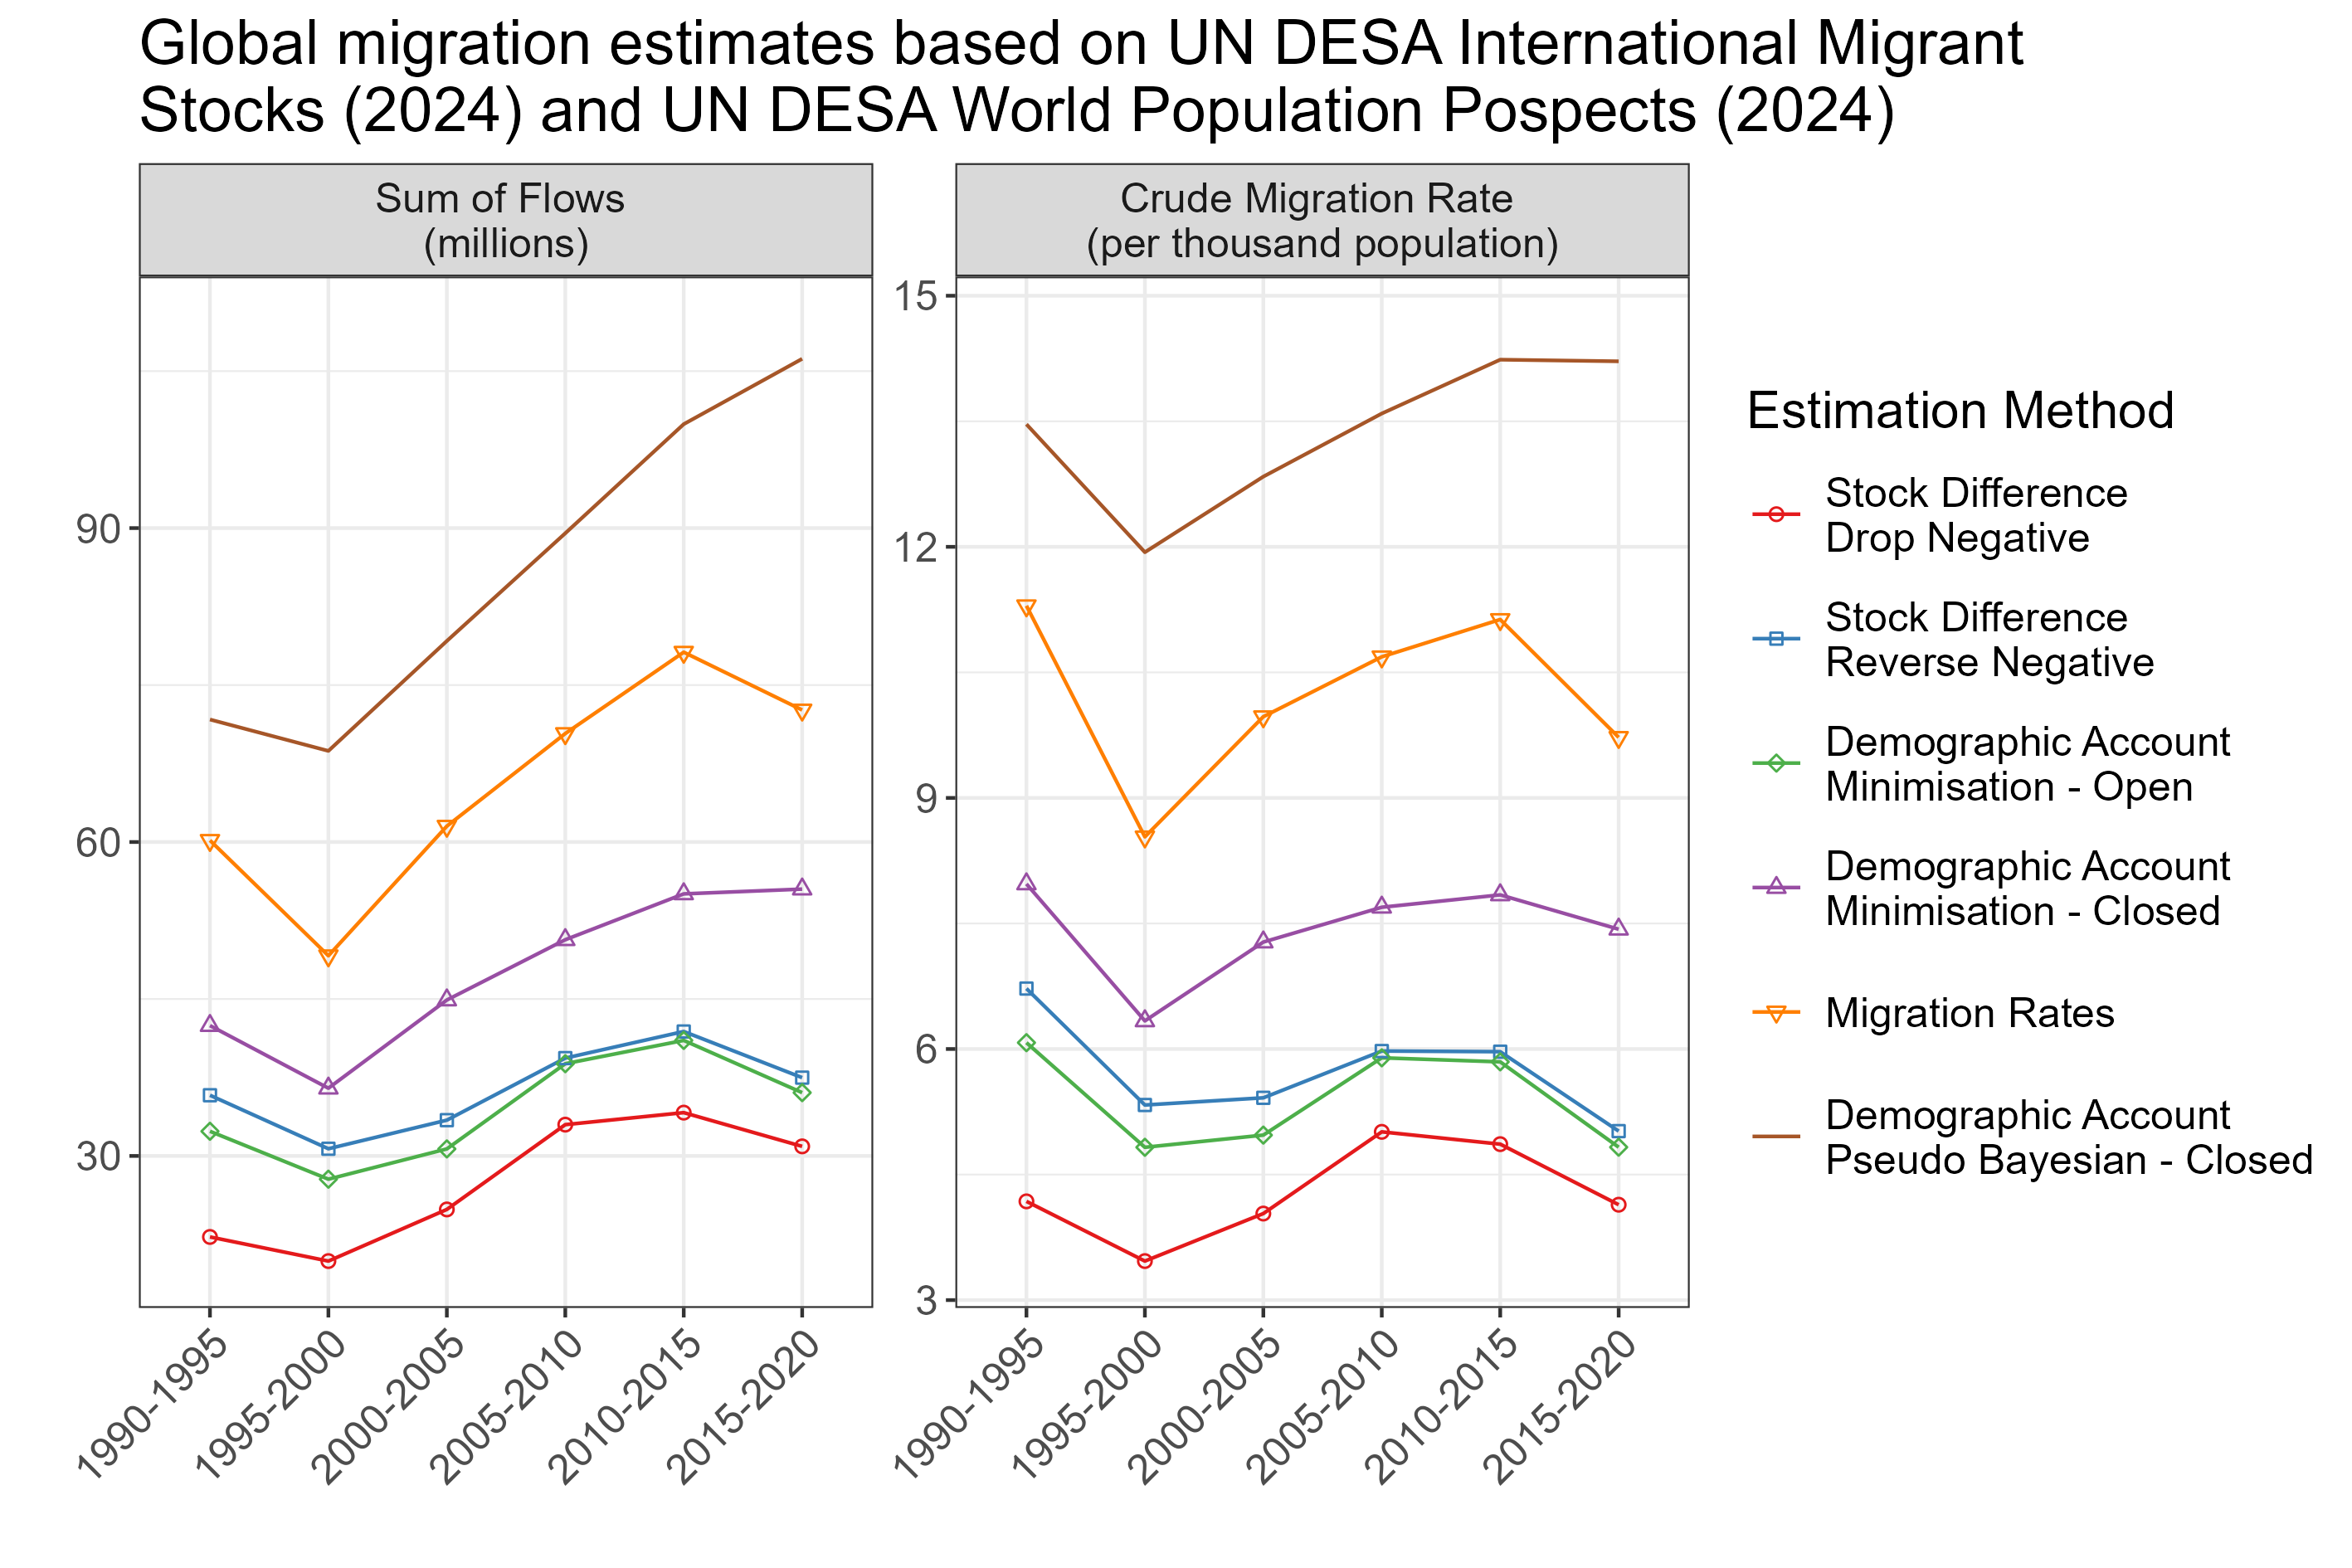 Global migration estimates based on UN DESA International Migrant
Stocks (2024) and UN DESA World Population Pospects (2024)
Sum of Flows
(millions)
90
60
30
1990-1995
1995-2000
2000-2005
2005-2010
2010-2015
2015-2020
Crude Migration Rate
(per thousand population)
15
12
9
6
3
1990-1995
1995-2000
2000-2005
2005-2010
2010-2015
2015-2020
Estimation Method
Stock Difference
Drop Negative
Stock Difference
Reverse Negative
Demographic Account
Minimisation - Open
Demographic Account
Minimisation - Closed
Migration Rates
Demographic Account
Pseudo Bayesian - Closed